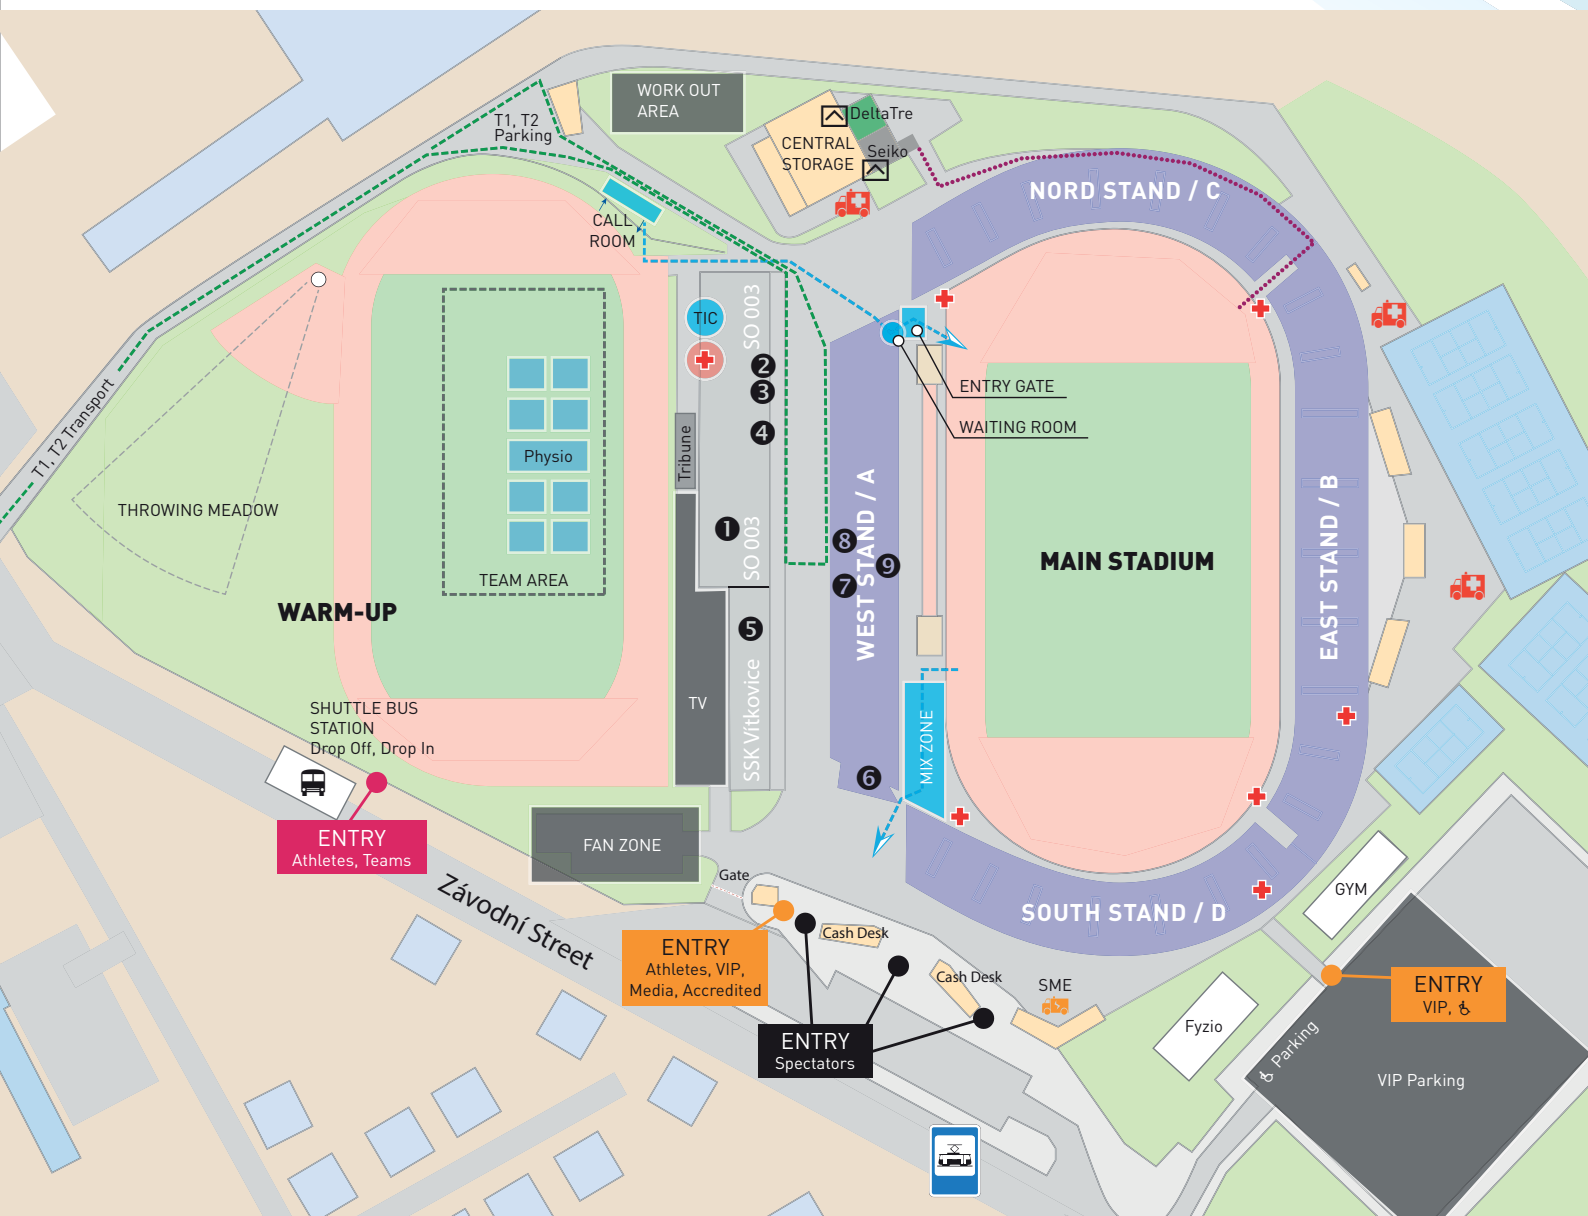 WORK OUT
AREA
T1, T2
Parking
DeltaTre
CENTRAL
STORAGE
Seiko
NORD STAND / C
CALL
ROOM
TIC
SO 003
2
3
4
ENTRY GATE
WAITING ROOM
T1, T2 Transport
Tribune
Physio
THROWING MEADOW
TEAM AREA
WARM-UP
1
SO 003
8
9
7
WEST STAND / A
MAIN STADIUM
EAST STAND / B
5
TV
SSK Vítkovice
6
MIX ZONE
SHUTTLE BUS
STATION
Drop Off, Drop In
ENTRY
Athletes, Teams
FAN ZONE
Gate
Závodní Street
ENTRY
Athletes, VIP,
Media, Accredited
Cash Desk
Cash Desk
SOUTH STAND / D
SME
GYM
Fyzio
ENTRY
Spectators
ENTRY
VIP,
Parking
VIP Parking